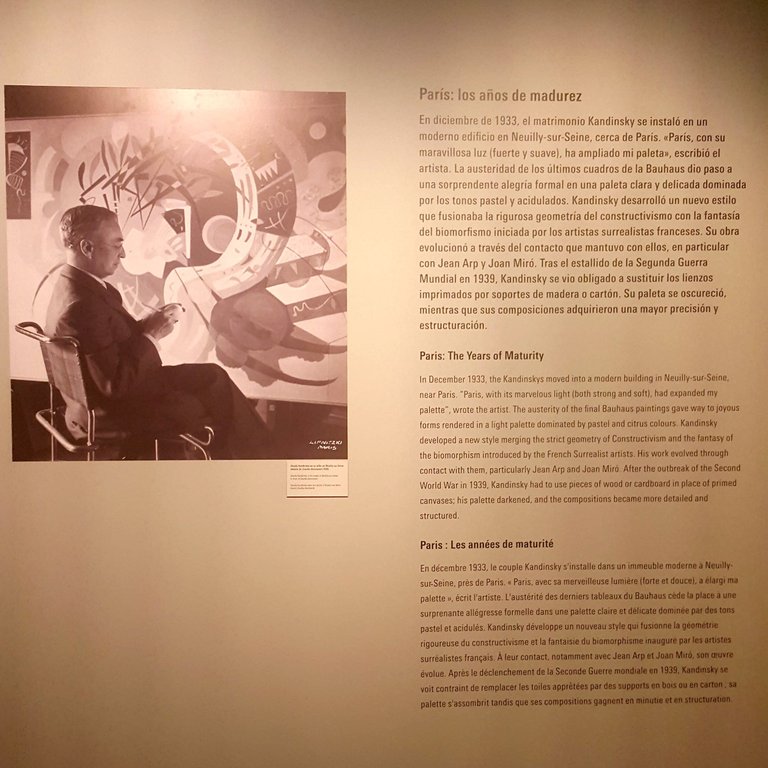 París: los años de madurez
En diciembre de 1933, el matrimonio Kandinsky se instaló en un
moderno edificio en Neuilly-sur-Seine, cerca de París. «París, con su
maravillosa luz (fuerte y suave), ha ampliado mi paleta», escribió el
artista. La austeridad de los últimos cuadros de la Bauhaus dio paso a
una sorprendente alegría formal en una paleta clara y delicada dominada
por los tonos pastel y acidulados. Kandinsky desarrolló un nuevo estilo
que fusionaba la rigurosa geometría del constructivismo con la fantasía
del biomorfismo iniciada por los artistas surrealistas franceses. Su obra
evolucionó a través del contacto que mantuvo con ellos, en particular
con Jean Arp y Joan Miró. Tras el estallido de la Segunda Guerra
Mundial en 1939, Kandinsky se vio obligado a sustituir los lienzos
imprimados por soportes de madera o cartón. Su paleta se oscureció,
mientras que sus composiciones adquirieron una mayor precisión y
estructuración.
Paris: The Years of Maturity
In December 1933, the Kandinskys moved into a modern building in Neuilly-sur-Seine,
near Paris. "Paris, with its marvelous light (both strong and soft), had expanded my
palette", wrote the artist. The austerity of the final Bauhaus paintings gave way to joyous
forms rendered in a light palette dominated by pastel and citrus colours. Kandinsky
developed a new style merging the strict geometry of Constructivism and the fantasy of
the biomorphism introduced by the French Surrealist artists. His work evolved through
contact with them, particularly Jean Arp and Joan Miró. After the outbreak of the Second
World War in 1939, Kandinsky had to use pieces of wood or cardboard in place of primed
canvases; his palette darkened, and the compositions became more detailed and
structured.
Paris : Les années de maturité
En décembre 1933, le couple Kandinsky s'installe dans un immeuble moderne à Neuilly-
sur-Seine, près de Paris. « Paris, avec sa merveilleuse lumière (forte et douce), a élargi ma
palette », écrit l'artiste. L'austérité des derniers tableaux du Bauhaus cède la place à une
surprenante allégresse formelle dans une palette claire et délicate dominée par des tons
pastel et acidulés. Kandinsky développe un nouveau style qui fusionne la géométrie
rigoureuse du constructivisme et la fantaisie du biomorphisme inaugure par les artistes
surréalistes français. À leur contact, notamment avec Jean Arp et Joan Miró, son œuvre
évolue. Après le déclenchement de la Seconde Guerre mondiale en 1939, Kandinsky se
voit contraint de remplacer les toiles apprêtées par des supports en bois ou en carton ; sa
palette s'assombrit tandis que ses compositions gagnent en minutie et en structuration.
LIPNITZKI
PARIS